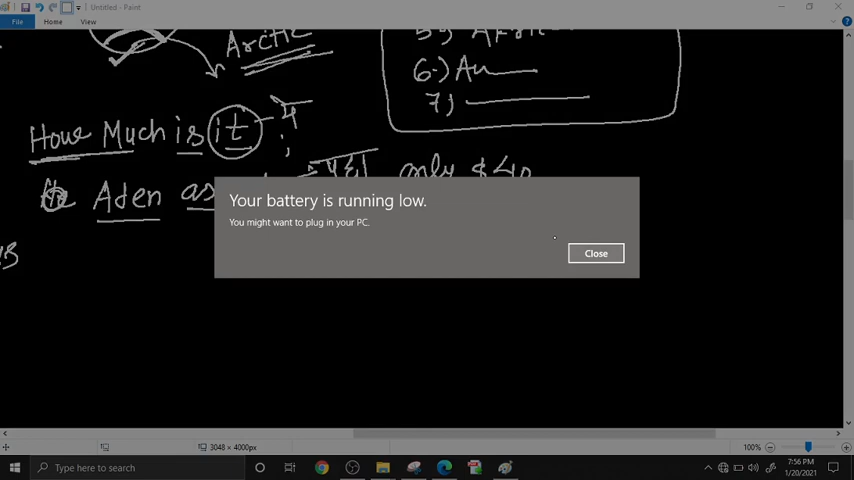 Untitled - Paint
File Home View
Arctic
6.) Au
7)
How Much is it
Aden as
only $40
Your battery is running low.
You might want to plug in your PC.
Close
3048 × 4000px
100%
Type here to search
7:56 PM
1/20/2021